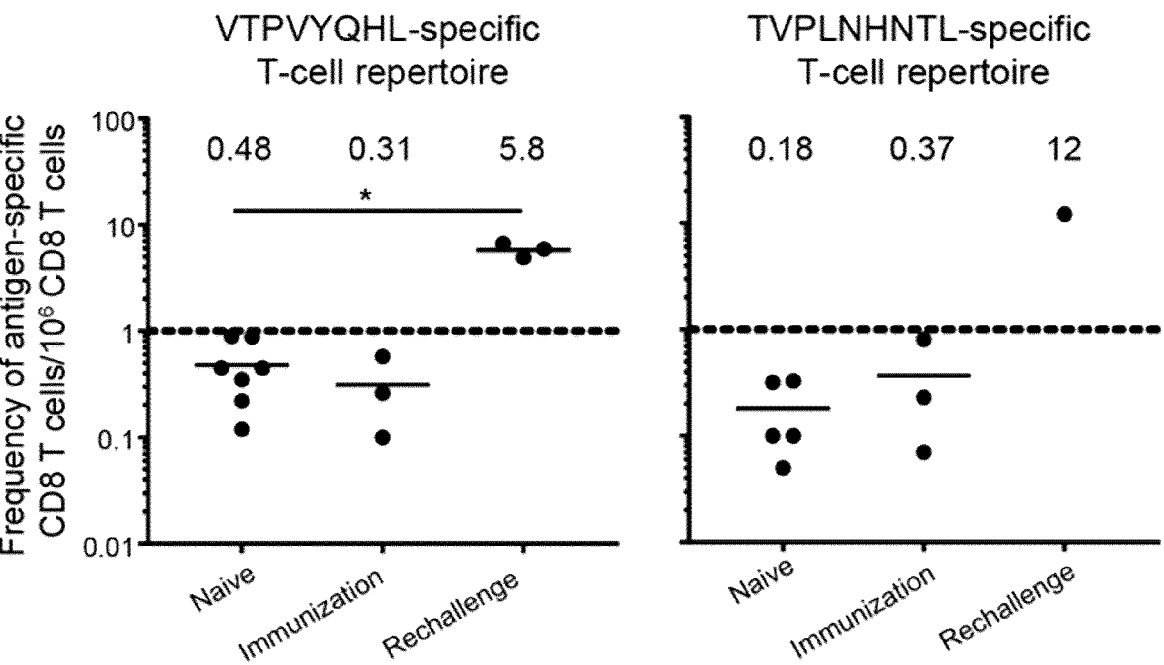 VTPVYQHL-specific
T-cell repertoire
TVPLNHNTL-specific
T-cell repertoire
Frequency of antigen-specific
CD8 T cells/10⁶ CD8 T cells
100
10
1
0.1
0.01
0.48 0.31 5.8
*
0.18 0.37 12
Naive
Immunization
Rechallenge
Naive
Immunization
Rechallenge